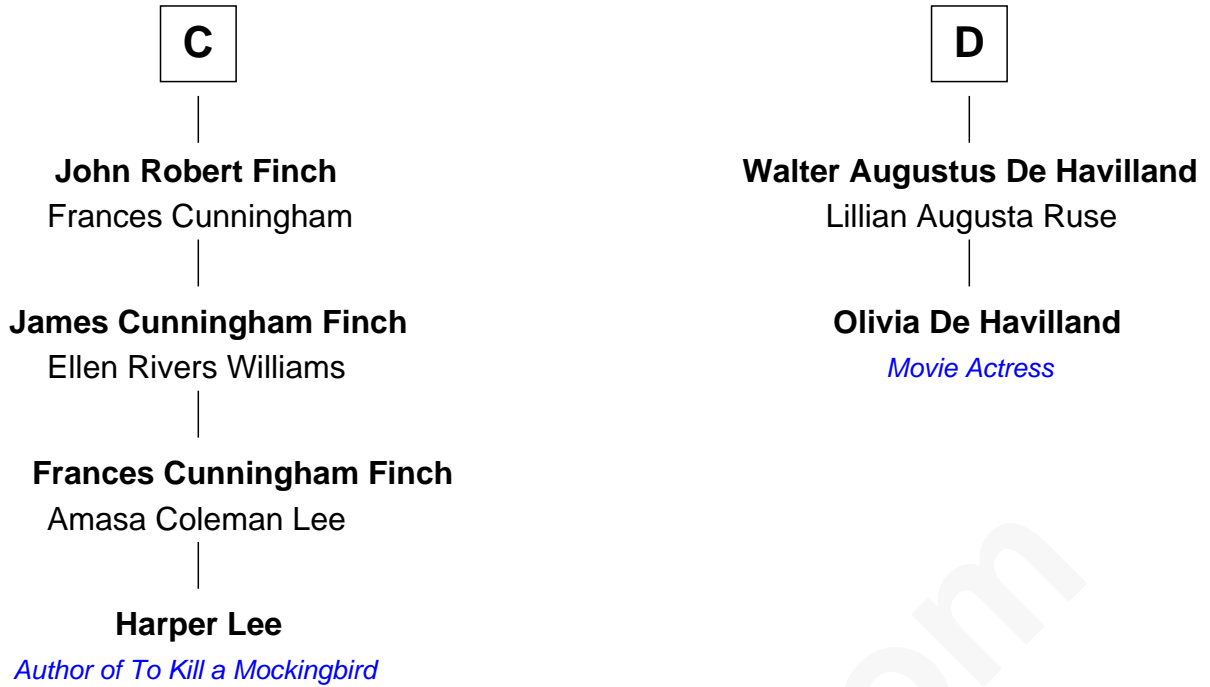 C
John Robert Finch
Frances Cunningham
James Cunningham Finch
Ellen Rivers Williams
Frances Cunningham Finch
Amasa Coleman Lee
Harper Lee
Author of To Kill a Mockingbird
D
Walter Augustus De Havilland
Lillian Augusta Ruse
Olivia De Havilland
Movie Actress
om